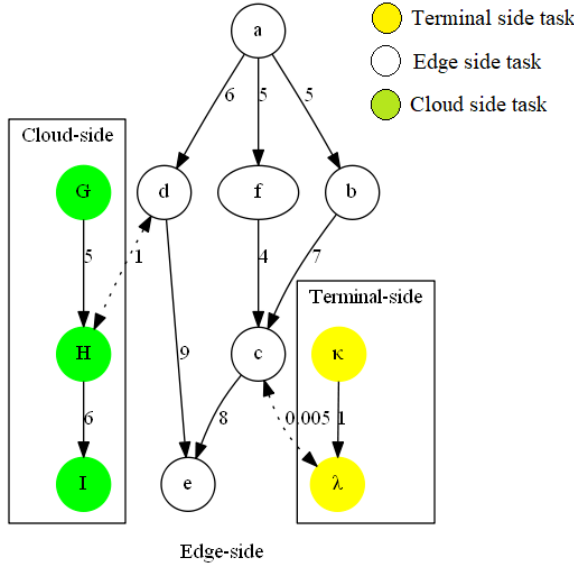 a
Terminal side task
Edge side task
Cloud side task
6
5
5
Cloud-side
G
d
f
b
5
1
4
7
Terminal-side
H
9
c
κ
6
8
0.005
1
I
e
λ
Edge-side